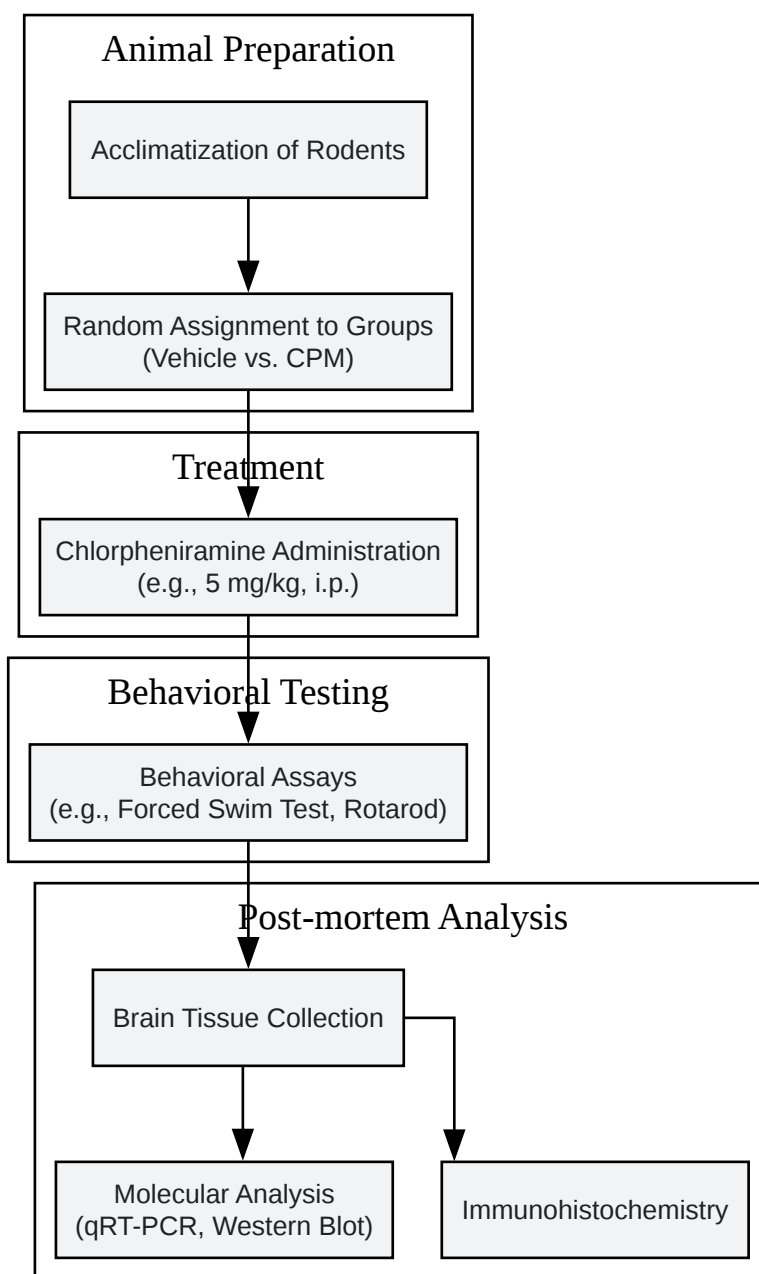 Animal Preparation
Acclimatization of Rodents
Random Assignment to Groups
(Vehicle vs. CPM)
Treatment
Chlorpheniramine Administration
(e.g., 5 mg/kg, i.p.)
Behavioral Testing
Behavioral Assays
(e.g., Forced Swim Test, Rotarod)
Post-mortem Analysis
Brain Tissue Collection
Molecular Analysis
(qRT-PCR, Western Blot)
Immunohistochemistry